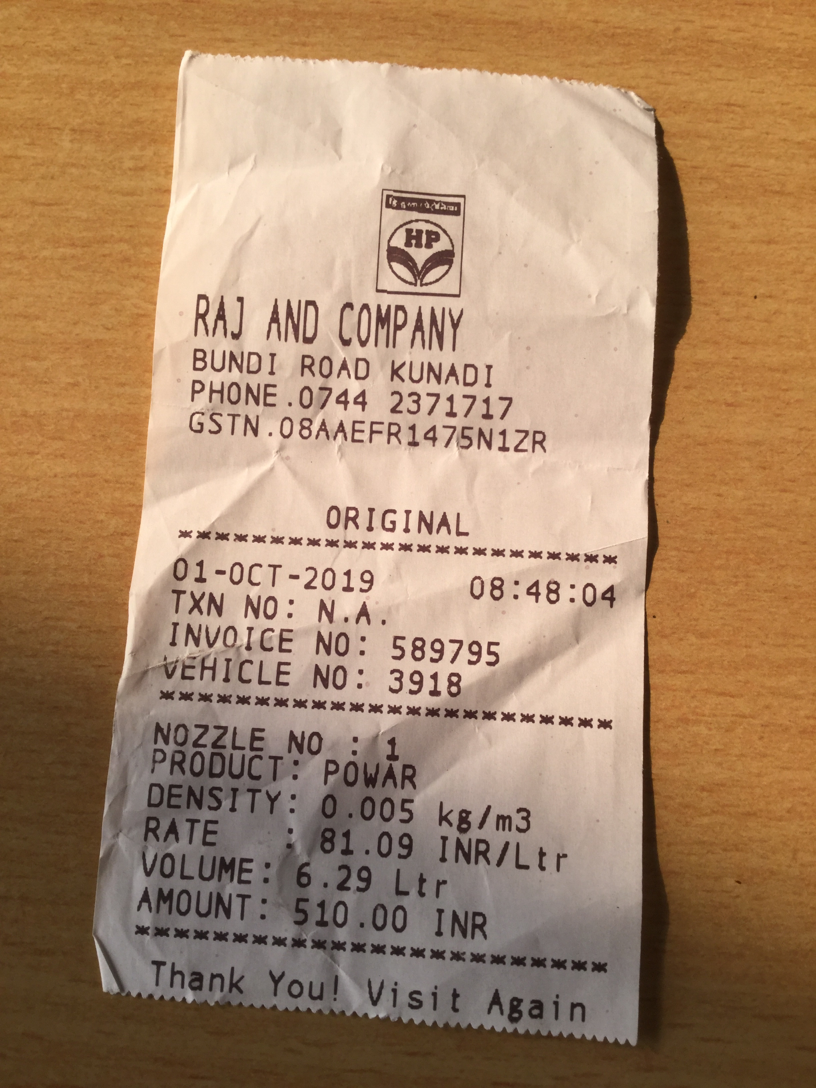 HP
RAJ AND COMPANY
BUNDI ROAD KUNADI
PHONE.0744 2371717
GSTN.08AAEFR1475N1ZR
ORIGINAL
************************
01-OCT-2019 08:48:04
TXN NO: N.A.
INVOICE NO: 589795
VEHICLE NO: 3918
************************
NOZZLE NO : 1
PRODUCT: POWAR
DENSITY: 0.005 kg/m3
RATE : 81.09 INR/Ltr
VOLUME: 6.29 Ltr
AMOUNT: 510.00 INR
************************
Thank You! Visit Again